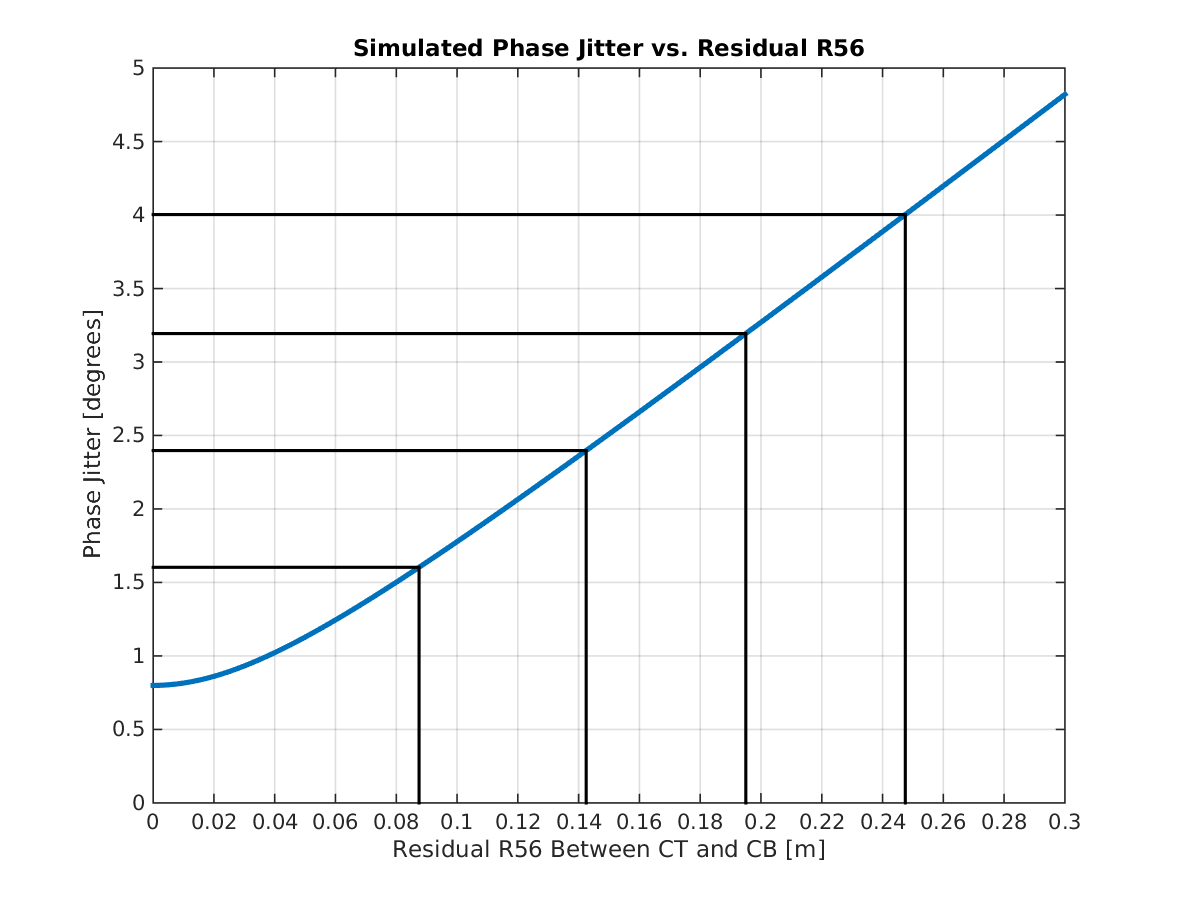 Simulated Phase Jitter vs. Residual R56
5
4.5
4
3.5
3
2.5
2
1.5
1
0.5
0
Phase Jitter [degrees]
0 0.02 0.04 0.06 0.08 0.1 0.12 0.14 0.16 0.18 0.2 0.22 0.24 0.26 0.28 0.3
Residual R56 Between CT and CB [m]